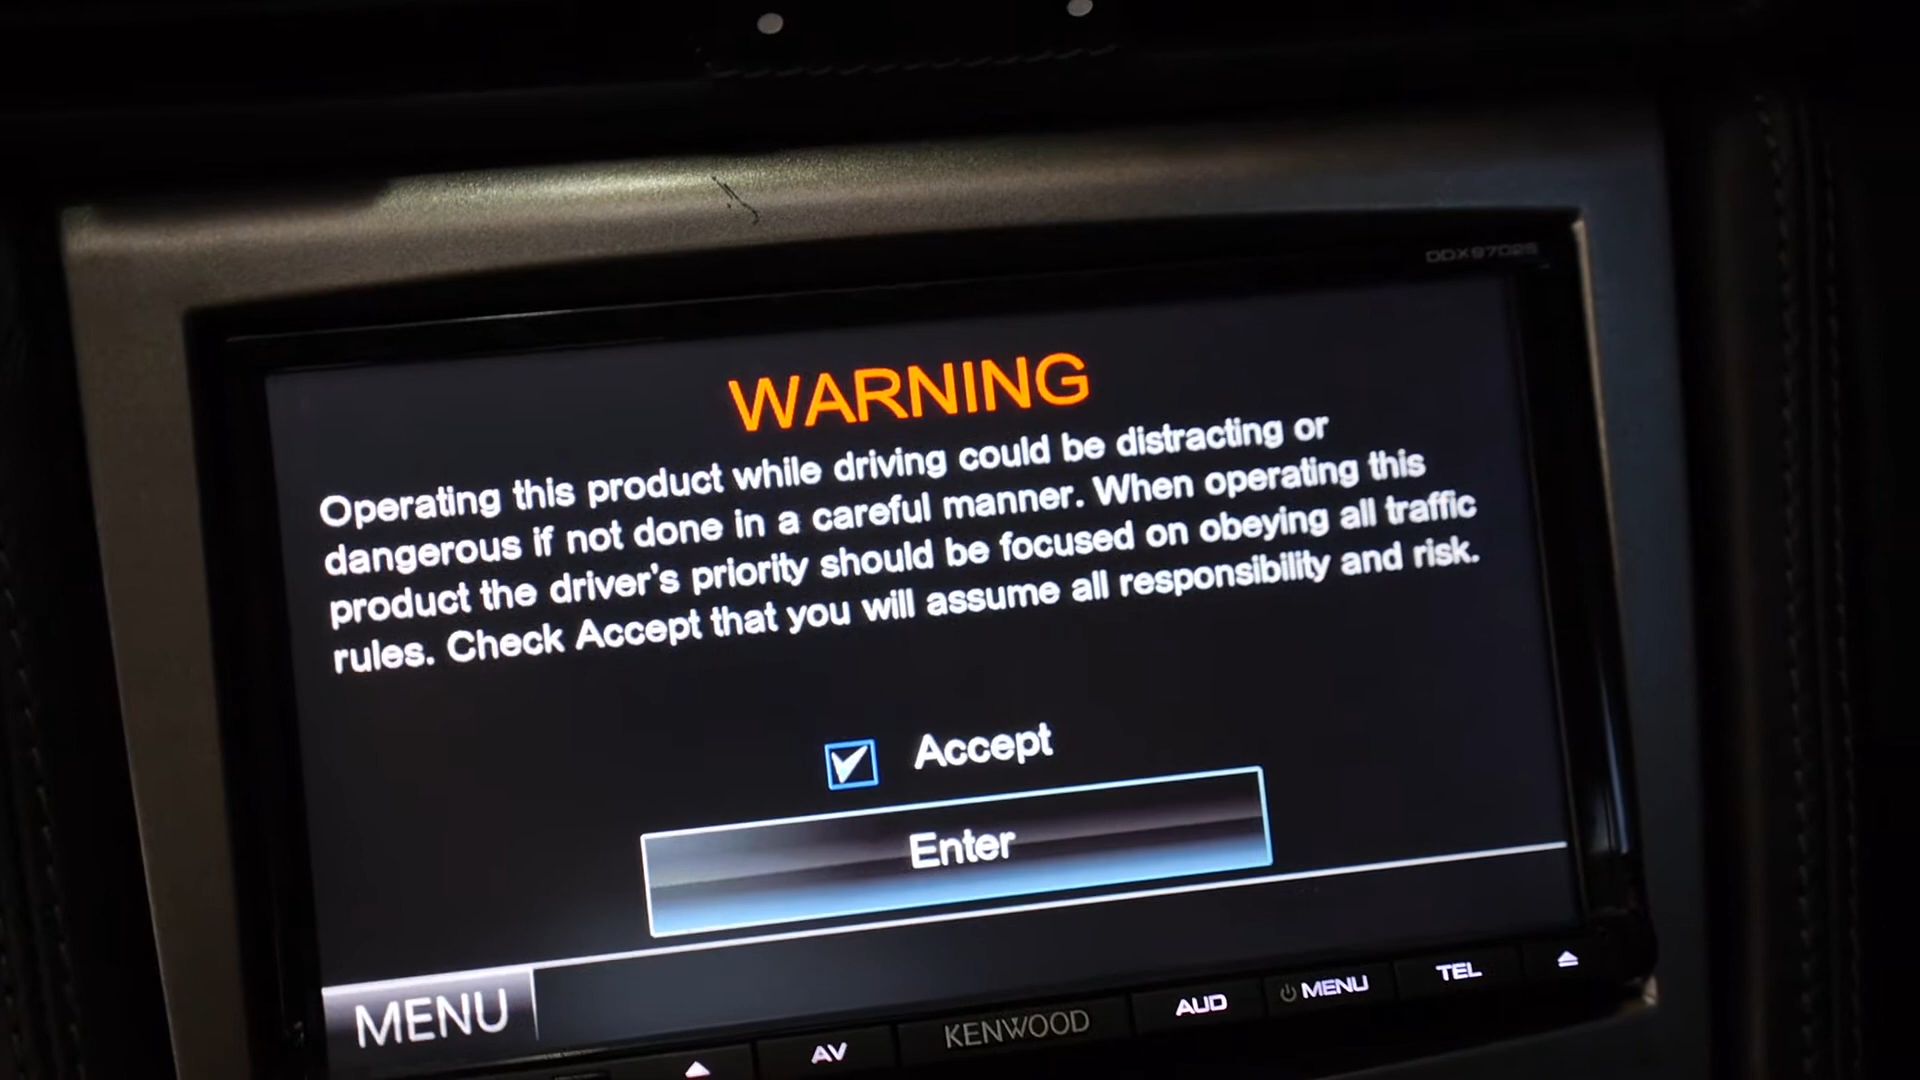 DDX9702S
WARNING
Operating this product while driving could be distracting or
dangerous if not done in a careful manner. When operating this
product the driver's priority should be focused on obeying all traffic
rules. Check Accept that you will assume all responsibility and risk.
Accept
Enter
MENU
AV
KENWOOD
AUD
MENU
TEL